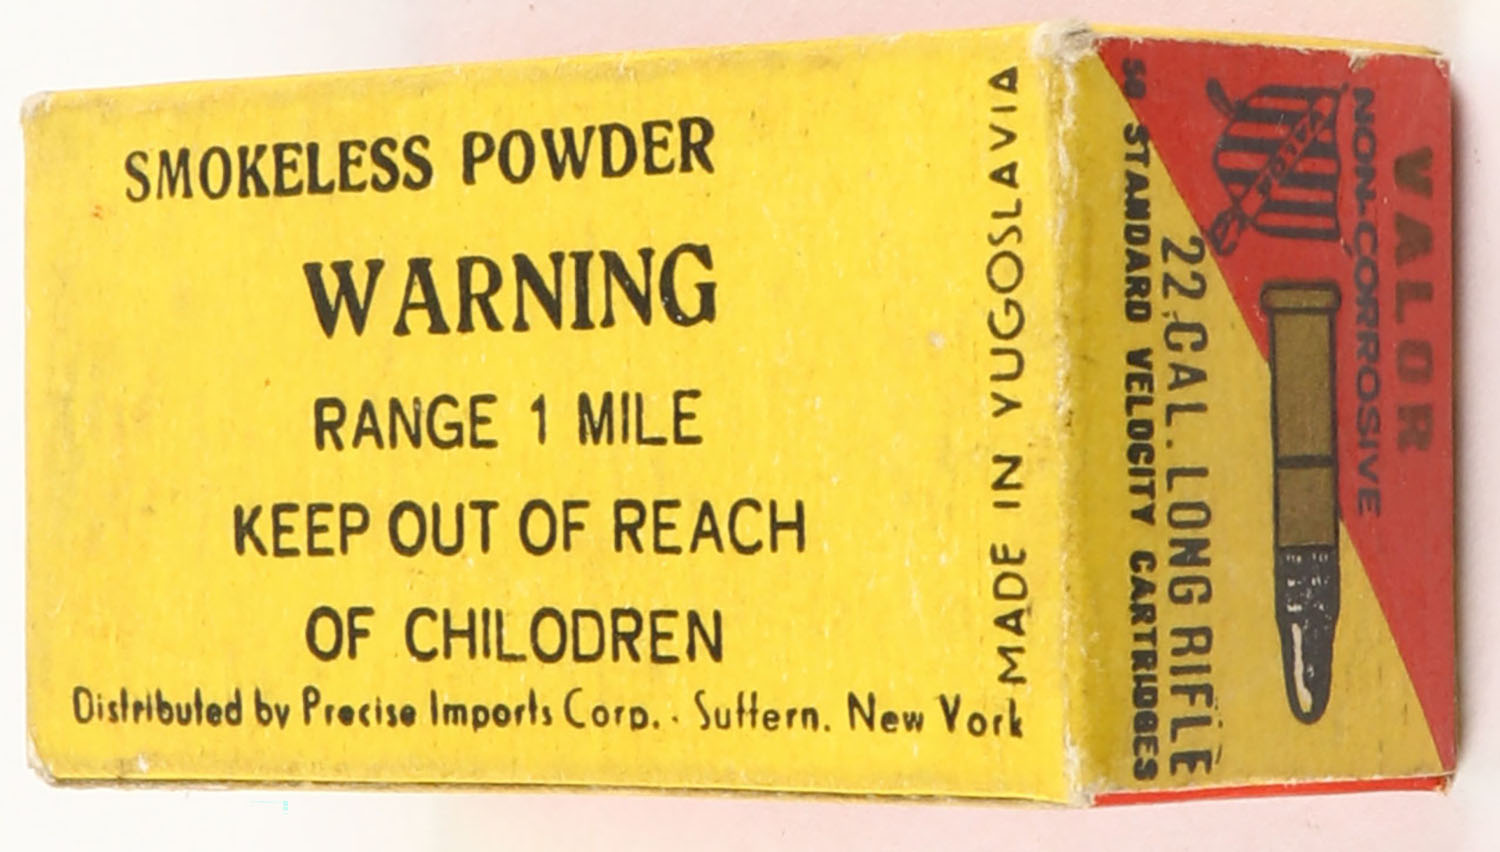 SMOKELESS POWDER
WARNING
RANGE 1 MILE
KEEP OUT OF REACH
OF CHILODREN
Distributed by Precise Imports Corp. · Suffern. New York
MADE IN YUGOSLAVIA
VALOR
NON-CORROSIVE
22 CAL. LONG RIFLE
50 STANDARD VELOCITY CARTRIDGES